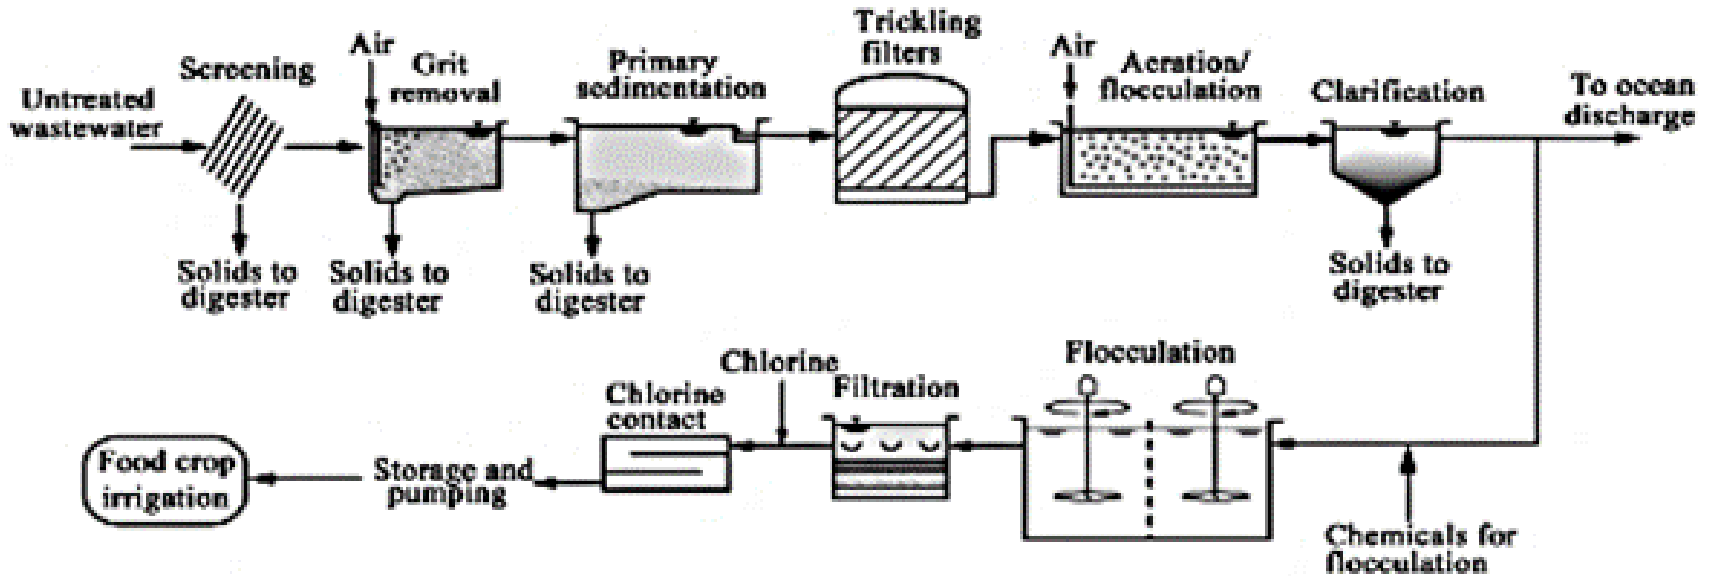 Untreated
wastewater
Screening
Air
Grit
removal
Primary
sedimentation
Trickling
filters
Air
Aeration/
flocculation
Clarification
To ocean
discharge
Solids to
digester
Solids to
digester
Solids to
digester
Solids to
digester
Food crop
irrigation
Storage and
pumping
Chlorine
contact
Chlorine
Filtration
Flocculation
Chemicals for
flocculation